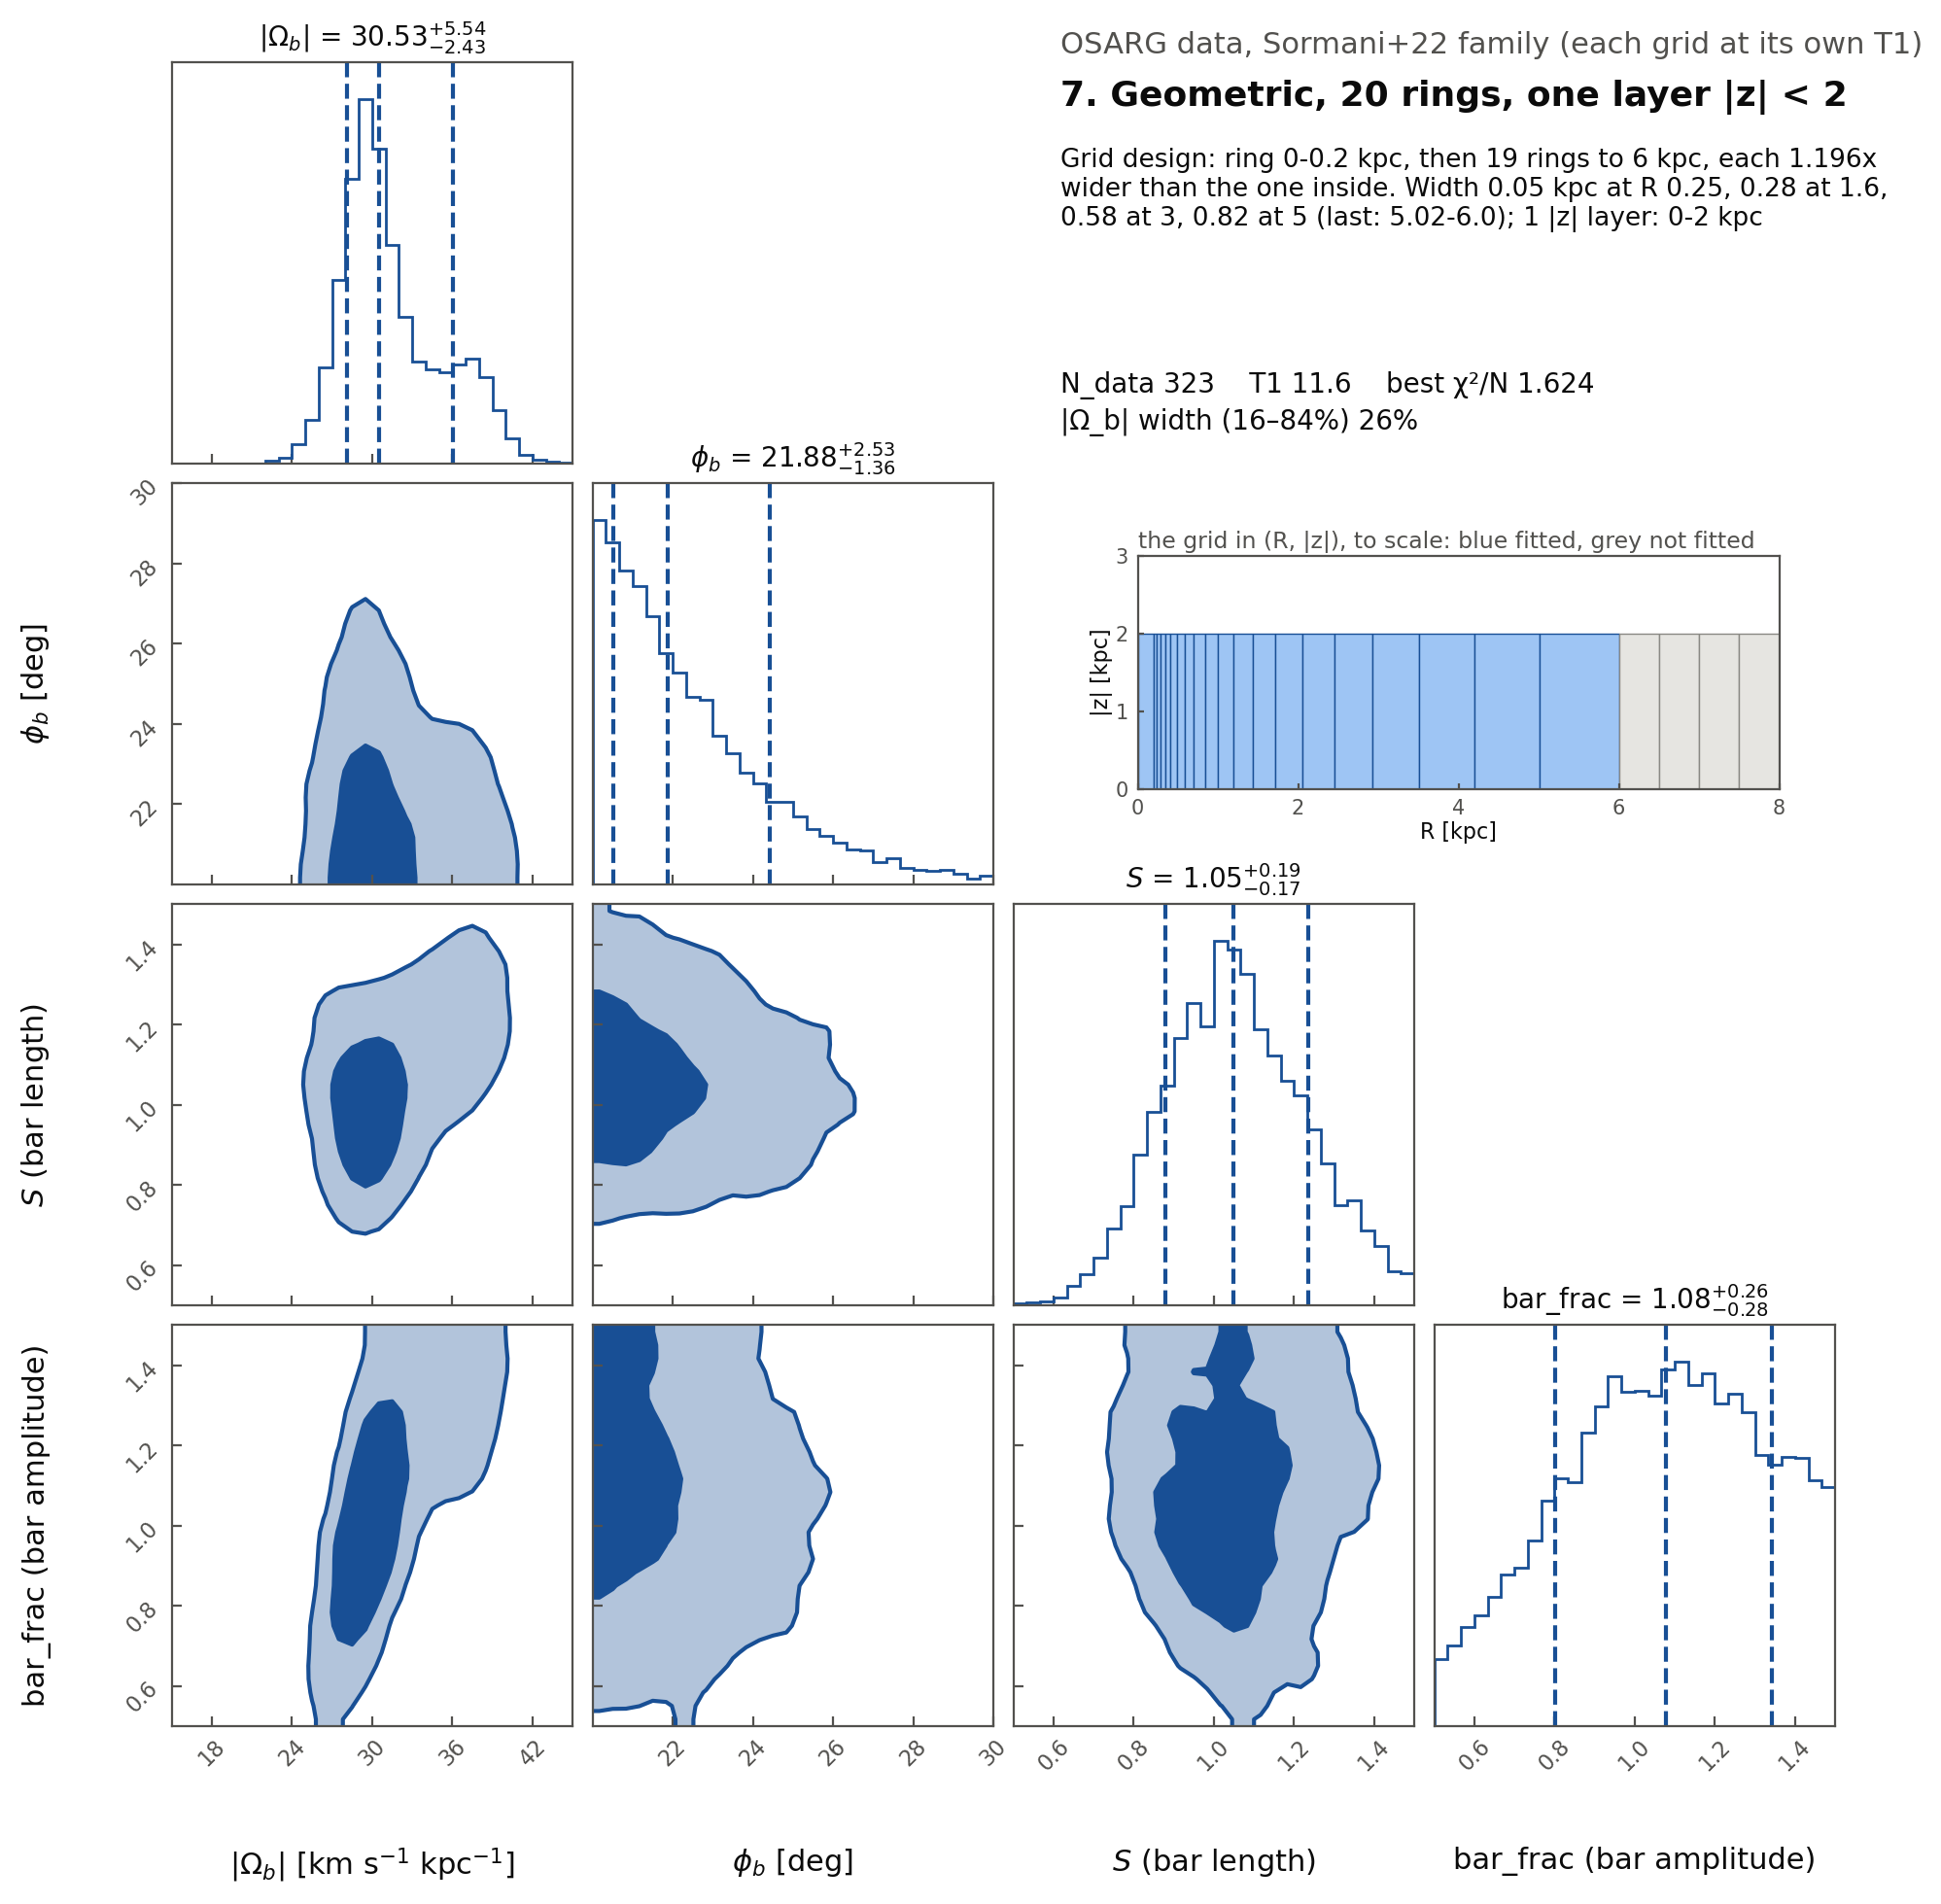 |Ω_b| = 30.53^{+5.54}_{−2.43}
OSARG data, Sormani+22 family (each grid at its own T1)
7. Geometric, 20 rings, one layer |z| < 2
Grid design: ring 0-0.2 kpc, then 19 rings to 6 kpc, each 1.196x
wider than the one inside. Width 0.05 kpc at R 0.25, 0.28 at 1.6,
0.58 at 3, 0.82 at 5 (last: 5.02-6.0); 1 |z| layer: 0-2 kpc
N_data 323 T1 11.6 best χ²/N 1.624
|Ω_b| width (16–84%) 26%
ϕ_b = 21.88^{+2.53}_{−1.36}
30
28
26
24
22
ϕ_b [deg]
the grid in (R, |z|), to scale: blue fitted, grey not fitted
3
2
1
0
|z| [kpc]
0 2 4 6 8
R [kpc]
S = 1.05^{+0.19}_{−0.17}
1.4
1.2
1.0
0.8
0.6
S (bar length)
bar_frac = 1.08^{+0.26}_{−0.28}
1.4
1.2
1.0
0.8
0.6
bar_frac (bar amplitude)
18 24 30 36 42
22 24 26 28 30
0.6 0.8 1.0 1.2 1.4
0.6 0.8 1.0 1.2 1.4
|Ω_b| [km s^{−1} kpc^{−1}]
ϕ_b [deg]
S (bar length)
bar_frac (bar amplitude)